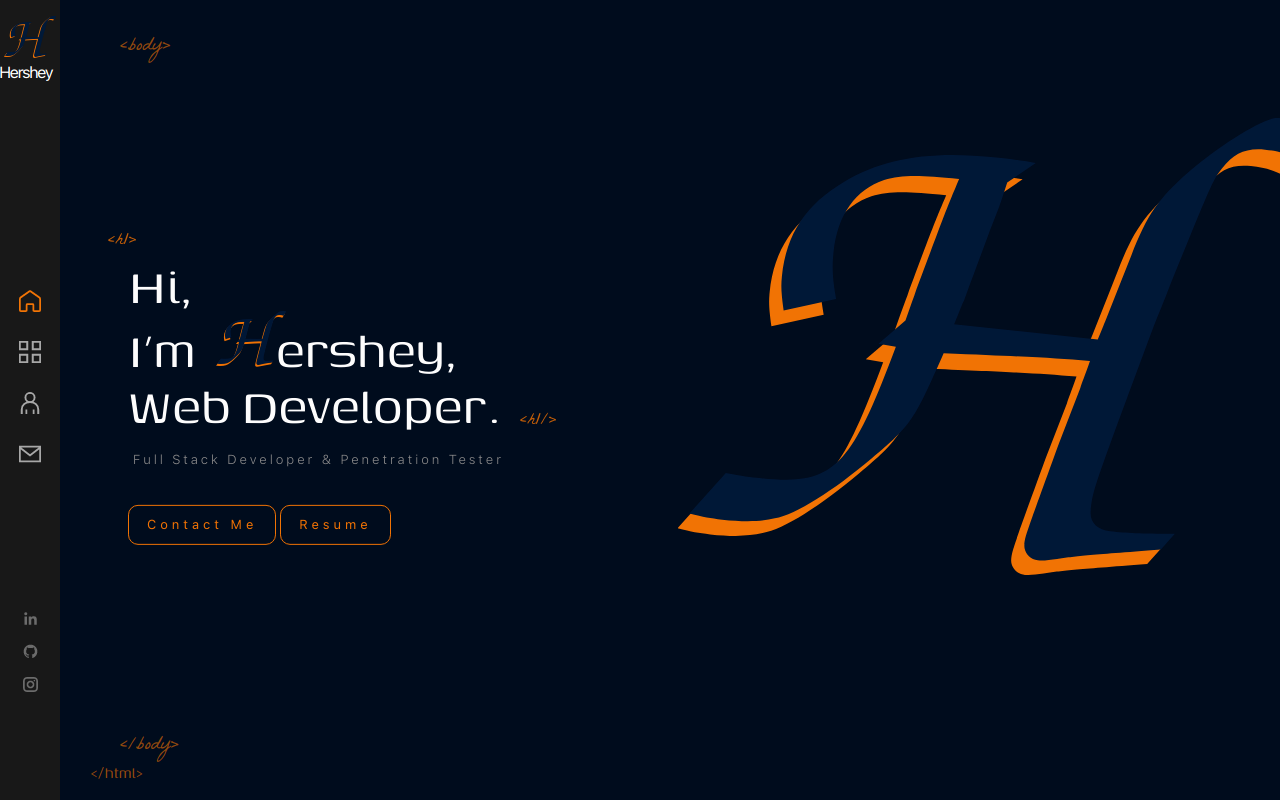 H
Hershey
<body>
<h1>
Hi,
I'm Hershey,
Web Developer. <h1/>
Full Stack Developer & Penetration Tester
Contact Me Resume
H
</body>
</html>